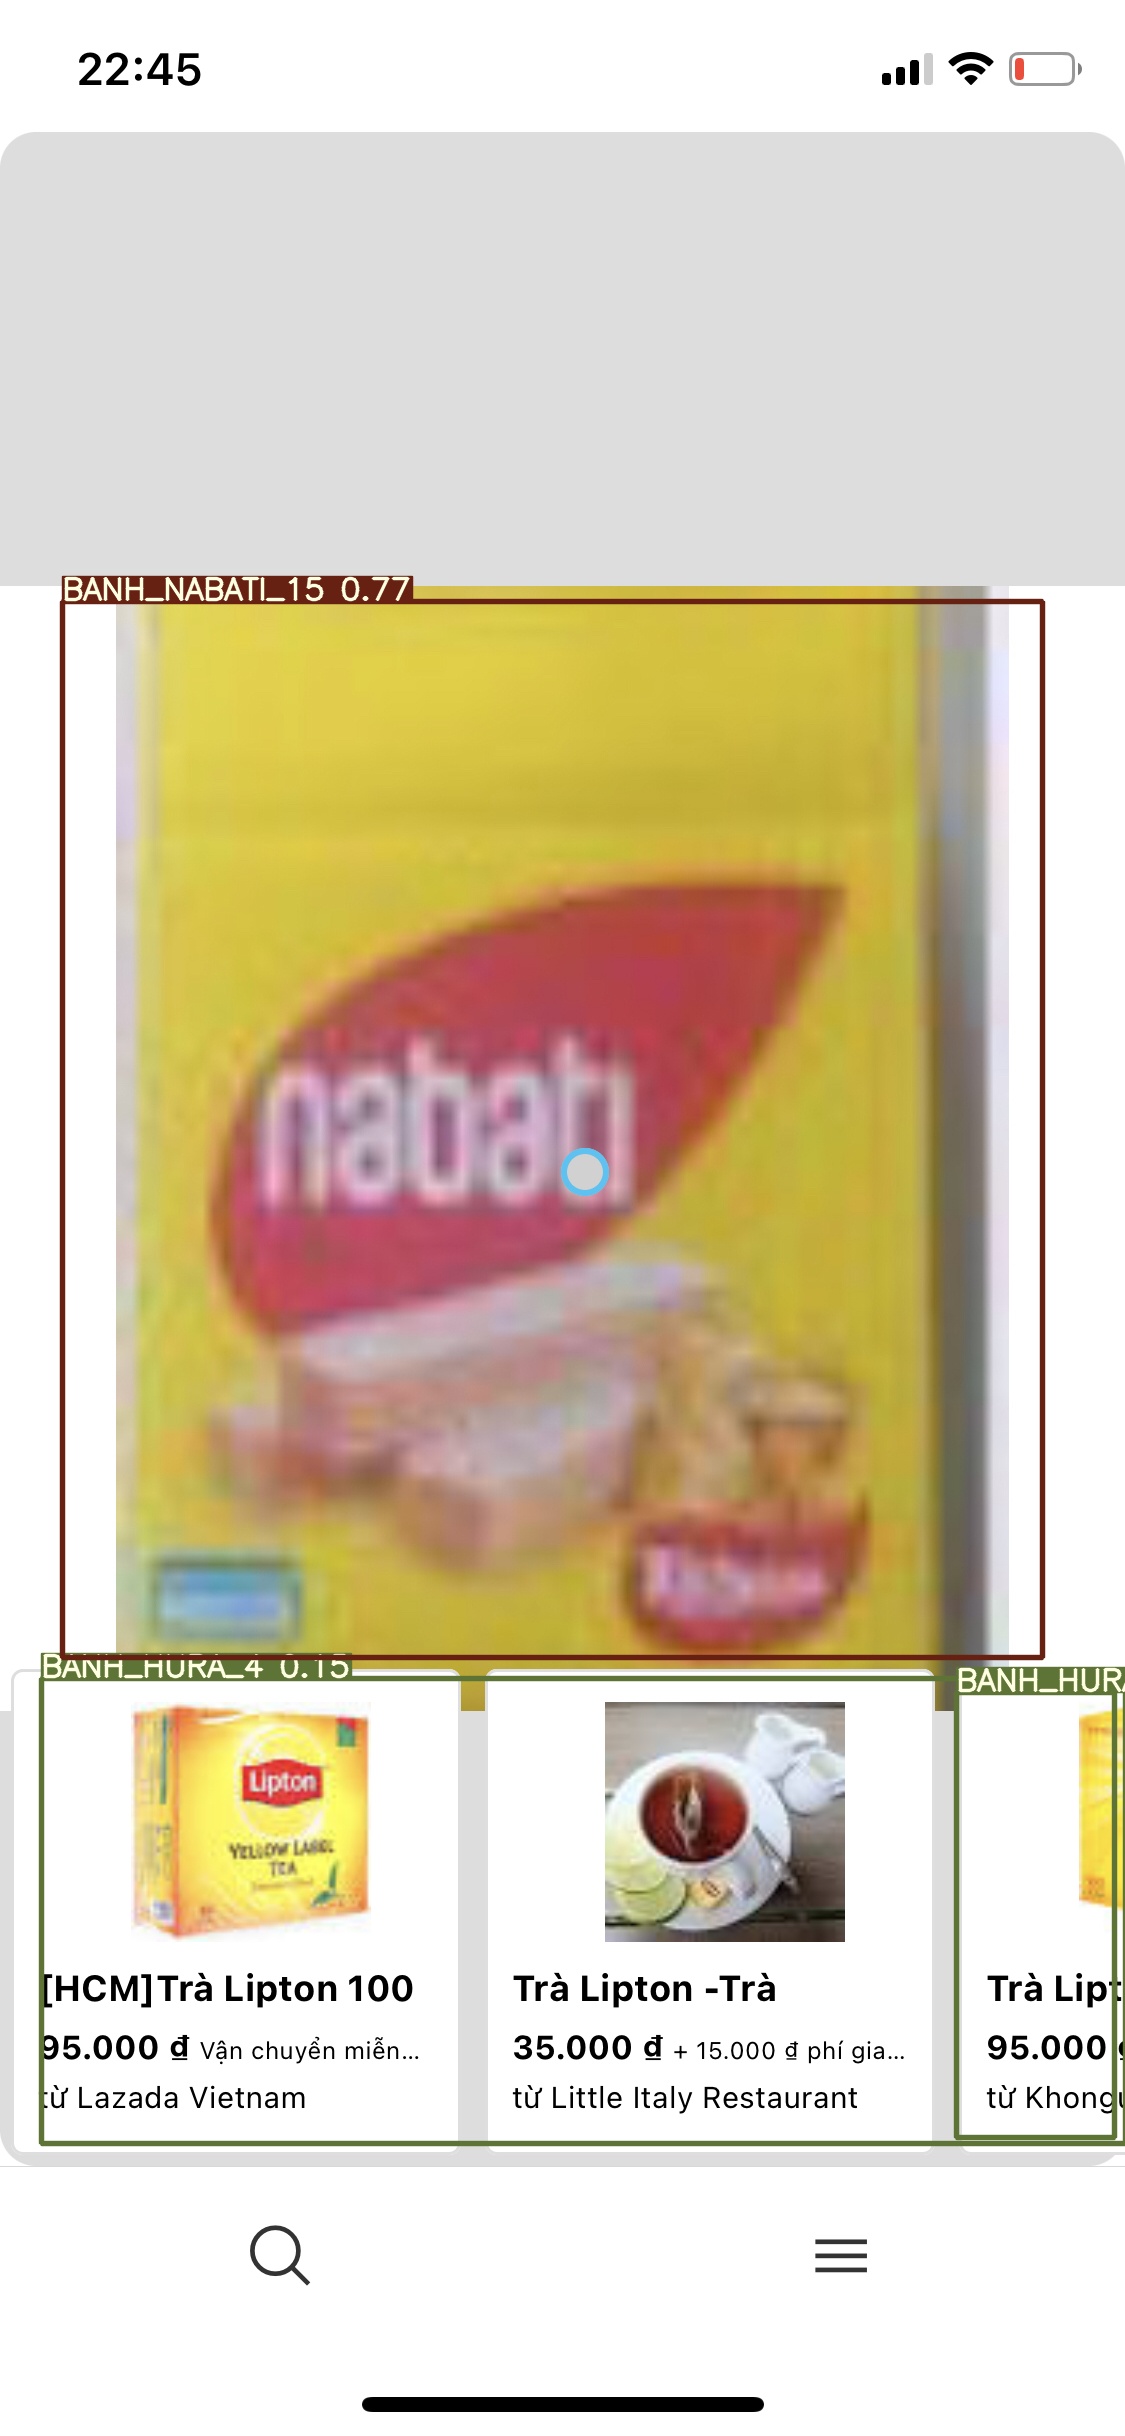 22:45
BANH_NABATI_15 0.77
nabati
BANH_HURA_4 0.15
BANH_HURA
Lipton
YELLOW LABEL
TEA
[HCM]Trà Lipton 100
95.000 ₫ Vận chuyển miễn...
từ Lazada Vietnam
Trà Lipton -Trà
35.000 ₫ + 15.000 ₫ phí gia...
từ Little Italy Restaurant
Trà Lipt
95.000 ₫
từ Khong